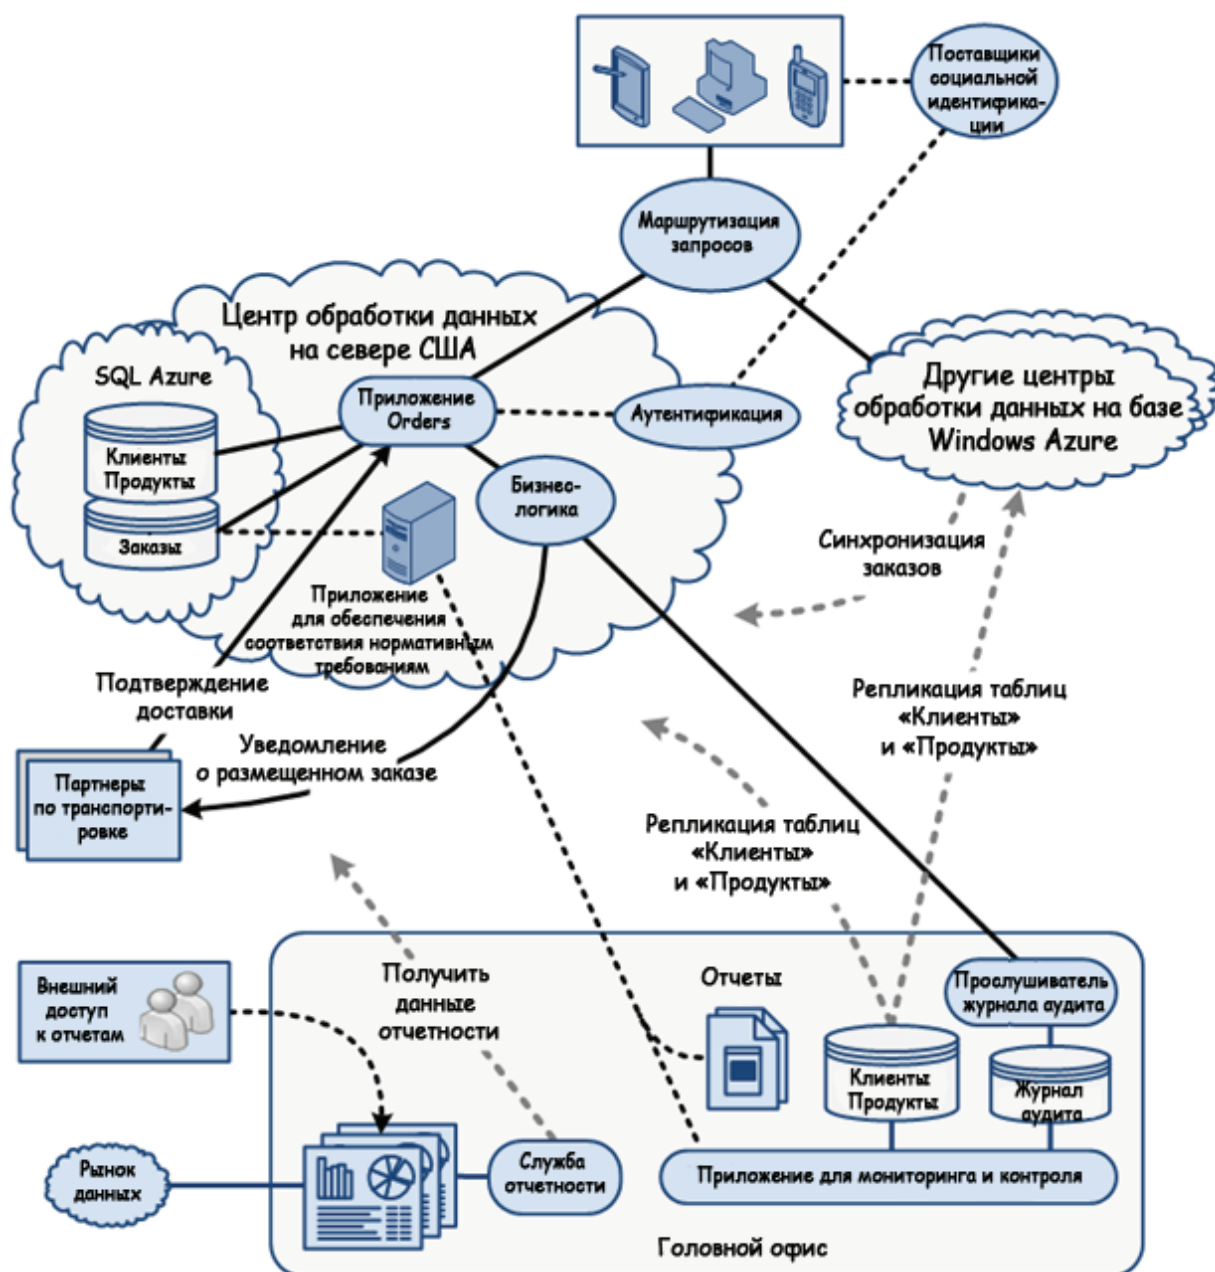 Поставщики
социальной
идентифика-
ции
Маршрутизация
запросов
Центр обработки данных
на севере США
SQL Azure
Клиенты
Продукты
Заказы
Приложение
Orders
Аутентификация
Другие центры
обработки данных на базе
Windows Azure
Бизнес-
логика
Приложение
для обеспечения
соответствия нормативным
требованиям
Синхронизация
заказов
Подтверждение
доставки
Уведомление
о размещенном заказе
Партнеры
по транспорти-
ровке
Репликация таблиц
«Клиенты»
и «Продукты»
Репликация таблиц
«Клиенты»
и «Продукты»
Внешний
доступ
к отчетам
Получить
данные
отчетности
Отчеты
Прослушиватель
журнала аудита
Клиенты
Продукты
Журнал
аудита
Рынок
данных
Служба
отчетности
Приложение для мониторинга и контроля
Головной офис